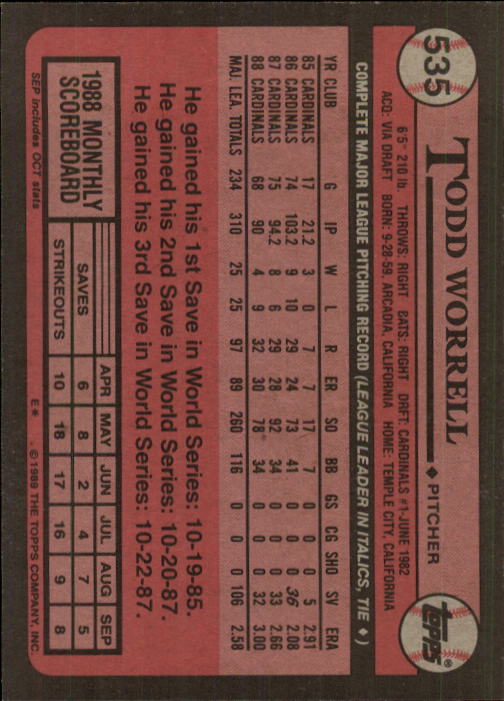 535
TODD WORRELL
◆ PITCHER
TOPPS®
6'5" 210 lb. THROWS: RIGHT BATS: RIGHT DRFT: CARDINALS #1-JUNE 1982
ACQ: VIA DRAFT BORN: 9-28-59, ARCADIA, CALIFORNIA HOME: TEMPLE CITY, CALIFORNIA
COMPLETE MAJOR LEAGUE PITCHING RECORD (LEAGUE LEADER IN ITALICS, TIE ◆)
YR CLUB G IP W L R ER SO BB GS CG SHO SV ERA
85 CARDINALS 17 21.2 3 0 7 7 17 7 0 0 0 5 2.91
86 CARDINALS 74 103.2 9 10 29 24 73 41 0 0 0 36 2.08
87 CARDINALS 75 94.2 8 6 29 28 92 34 0 0 0 33 2.66
88 CARDINALS 68 90 4 9 32 30 78 34 0 0 0 32 3.00
MAJ. LEA. TOTALS 234 310 25 25 97 89 260 116 0 0 0 106 2.58
He gained his 1st Save in World Series: 10-19-85.
He gained his 2nd Save in World Series: 10-20-87.
He gained his 3rd Save in World Series: 10-22-87.
1988 MONTHLY
SCOREBOARD
SEP includes OCT stats
APR MAY JUN JUL AUG SEP
SAVES 6 8 2 4 7 5
STRIKEOUTS 10 18 17 16 9 8
E* ©1989 THE TOPPS COMPANY, INC.